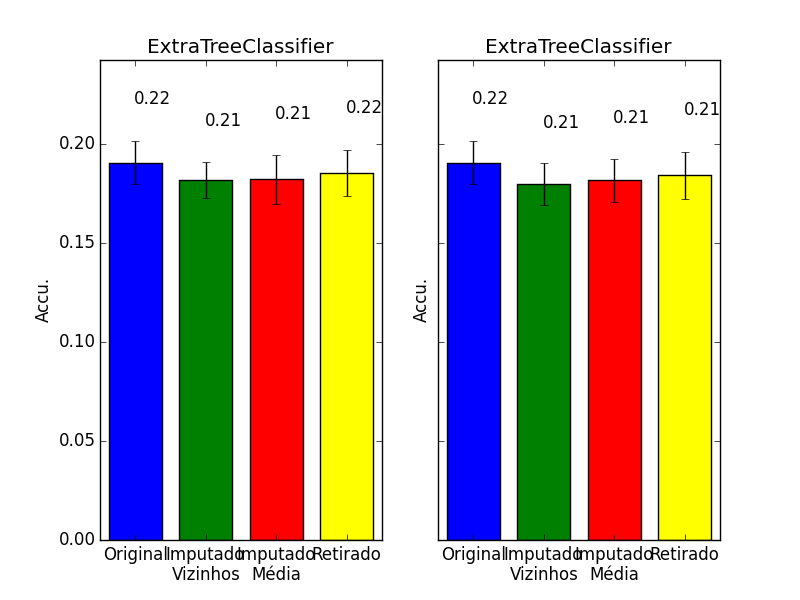 ExtraTreeClassifier
ExtraTreeClassifier
0.22
0.21
0.21
0.22
0.22
0.21
0.21
0.21
0.20
0.15
0.10
0.05
0.00
Accu.
Accu.
Original Imputado Imputado Retirado
Vizinhos Média
Original Imputado Imputado Retirado
Vizinhos Média